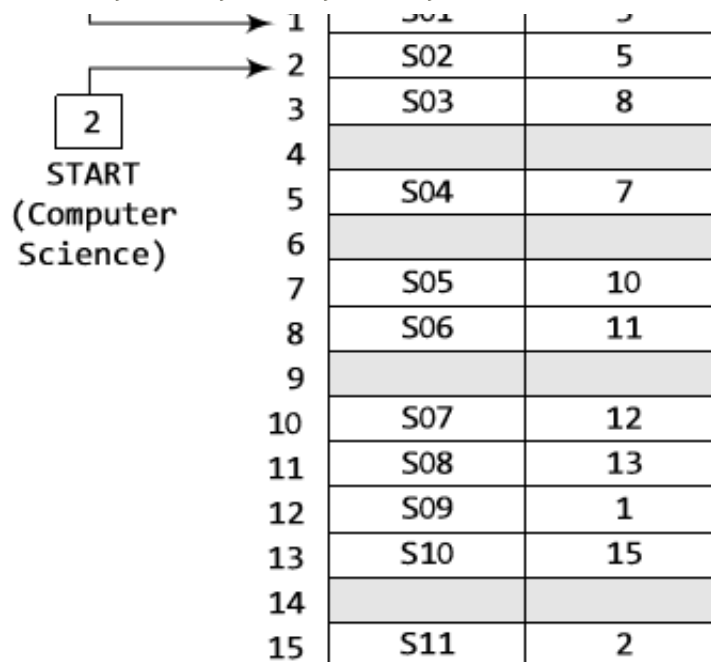 1
2 S02 5
3 S03 8
2
4
START
5 S04 7
(Computer
6
Science)
7 S05 10
8 S06 11
9
10 S07 12
11 S08 13
12 S09 1
13 S10 15
14
15 S11 2